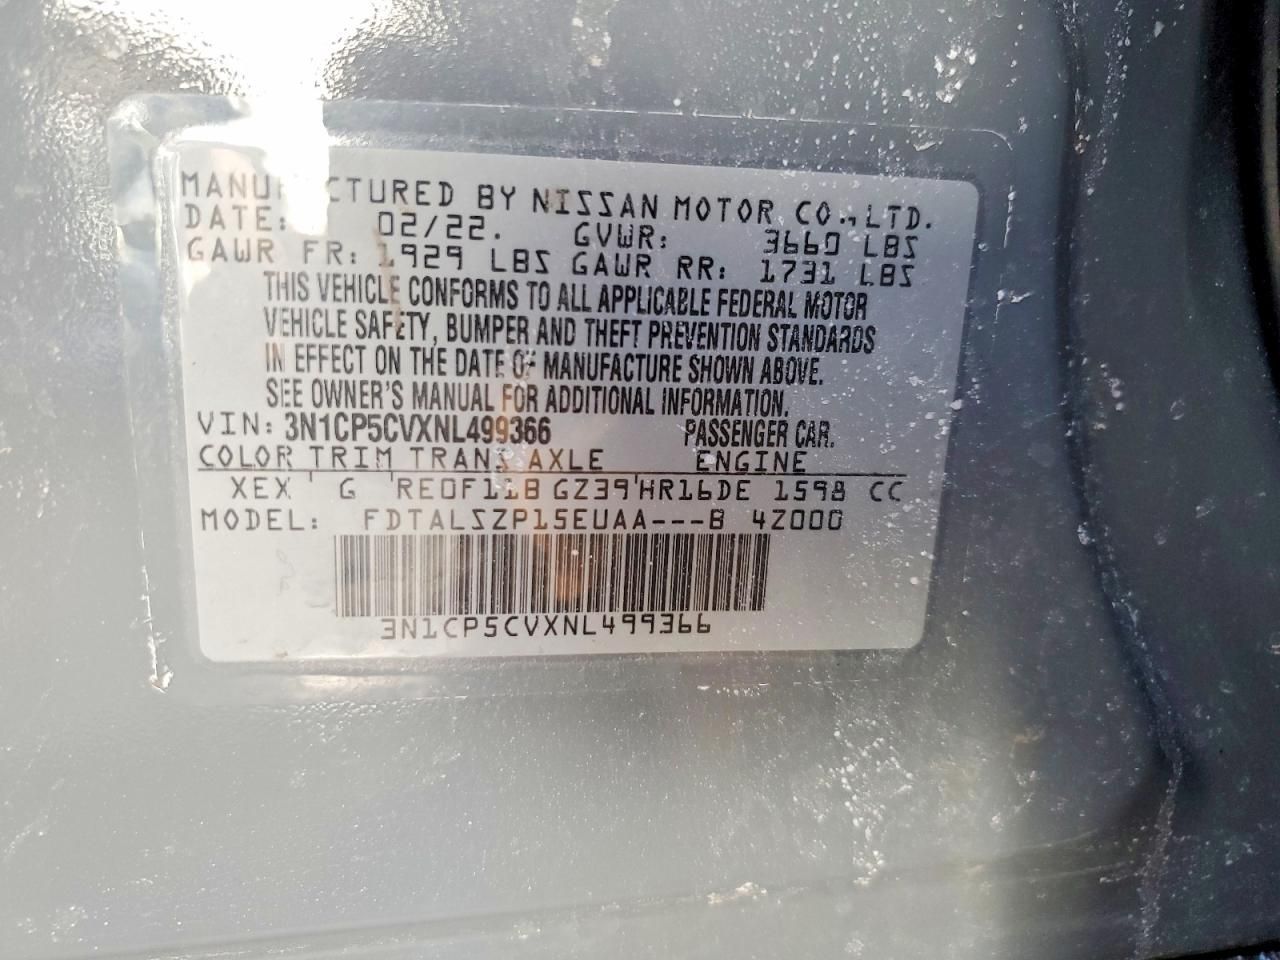 MANUFACTURED BY NISSAN MOTOR CO.,LTD.
DATE: 02/22. GVWR: 3660 LBS
GAWR FR: 1929 LBS GAWR RR: 1731 LBS
THIS VEHICLE CONFORMS TO ALL APPLICABLE FEDERAL MOTOR
VEHICLE SAFETY, BUMPER AND THEFT PREVENTION STANDARDS
IN EFFECT ON THE DATE OF MANUFACTURE SHOWN ABOVE.
SEE OWNER'S MANUAL FOR ADDITIONAL INFORMATION.
VIN: 3N1CP5CVXNL499366 PASSENGER CAR.
COLOR TRIM TRANS AXLE ENGINE
XEX ' G 'RE0F11B GZ39'HR16DE 1598 CC
MODEL: FDTALSZP15EUAA---B 4Z000
3N1CP5CVXNL499366